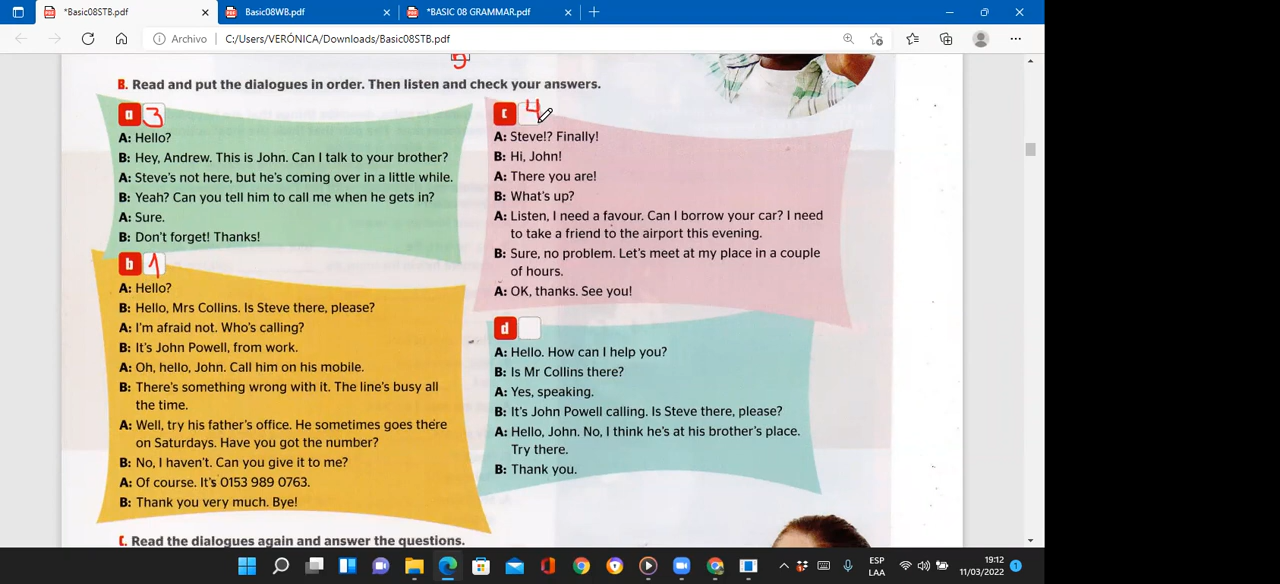 *Basic08STB.pdf
Basic08WB.pdf
*BASIC 08 GRAMMAR.pdf
Archivo
C:/Users/VERÓNICA/Downloads/Basic08STB.pdf
B. Read and put the dialogues in order. Then listen and check your answers.
a 3
A: Hello?
B: Hey, Andrew. This is John. Can I talk to your brother?
A: Steve's not here, but he's coming over in a little while.
B: Yeah? Can you tell him to call me when he gets in?
A: Sure.
B: Don't forget! Thanks!
b 1
A: Hello?
B: Hello, Mrs Collins. Is Steve there, please?
A: I'm afraid not. Who's calling?
B: It's John Powell, from work.
A: Oh, hello, John. Call him on his mobile.
B: There's something wrong with it. The line's busy all
the time.
A: Well, try his father's office. He sometimes goes there
on Saturdays. Have you got the number?
B: No, I haven't. Can you give it to me?
A: Of course. It's 0153 989 0763.
B: Thank you very much. Bye!
c 4
A: Steve!? Finally!
B: Hi, John!
A: There you are!
B: What's up?
A: Listen, I need a favour. Can I borrow your car? I need
to take a friend to the airport this evening.
B: Sure, no problem. Let's meet at my place in a couple
of hours.
A: OK, thanks. See you!
d
A: Hello. How can I help you?
B: Is Mr Collins there?
A: Yes, speaking.
B: It's John Powell calling. Is Steve there, please?
A: Hello, John. No, I think he's at his brother's place.
Try there.
B: Thank you.
C. Read the dialogues again and answer the questions.
ESP
LAA
19:12
11/03/2022
1